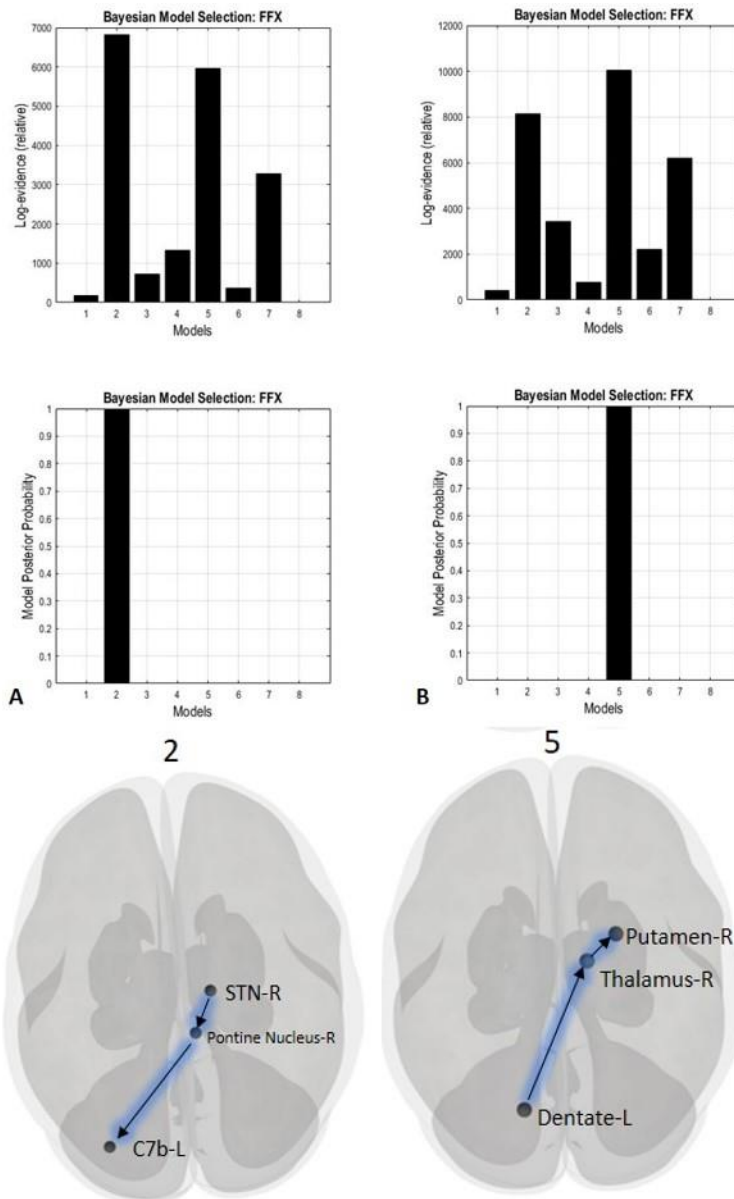 Bayesian Model Selection: FFX
7000
6000
5000
4000
3000
2000
1000
0
Log-evidence (relative)
1 2 3 4 5 6 7 8
Models
Bayesian Model Selection: FFX
12000
10000
8000
6000
4000
2000
0
Log-evidence (relative)
1 2 3 4 5 6 7 8
Models
Bayesian Model Selection: FFX
1
0.9
0.8
0.7
0.6
0.5
0.4
0.3
0.2
0.1
0
Model Posterior Probability
1 2 3 4 5 6 7 8
Models
A
Bayesian Model Selection: FFX
1
0.9
0.8
0.7
0.6
0.5
0.4
0.3
0.2
0.1
0
Model Posterior Probability
1 2 3 4 5 6 7 8
Models
B
2
STN-R
Pontine Nucleus-R
C7b-L
5
Putamen-R
Thalamus-R
Dentate-L